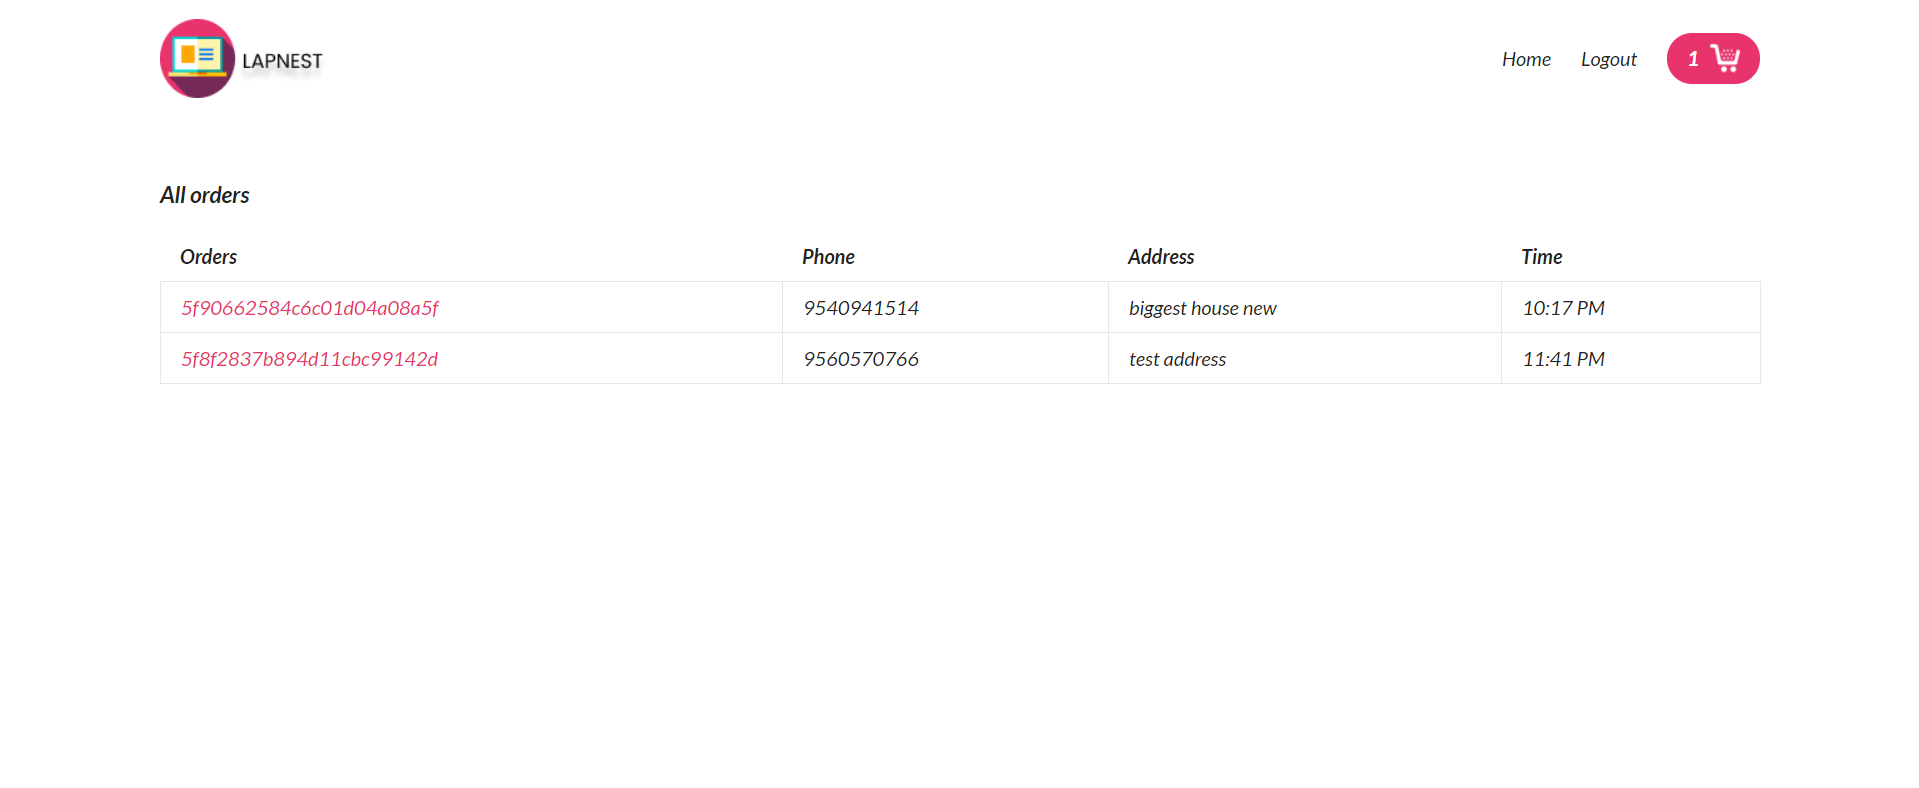 LAPNEST
Home Logout 1
All orders
Orders Phone Address Time
5f90662584c6c01d04a08a5f 9540941514 biggest house new 10:17 PM
5f8f2837b894d11cbc99142d 9560570766 test address 11:41 PM